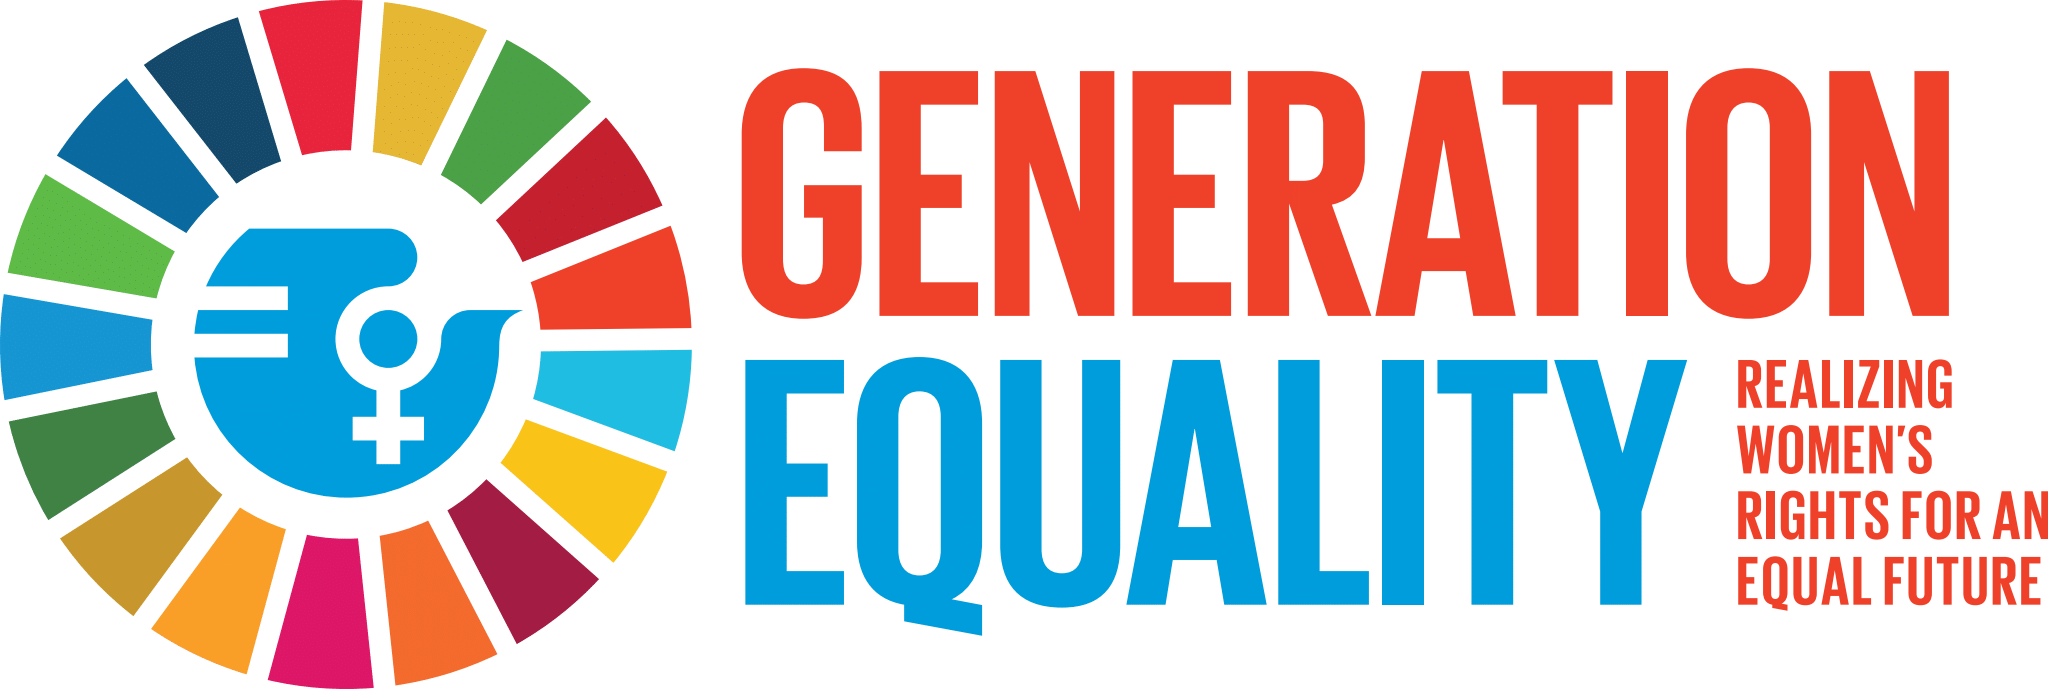 GENERATION
EQUALITY
REALIZING
WOMEN'S
RIGHTS FOR AN
EQUAL FUTURE